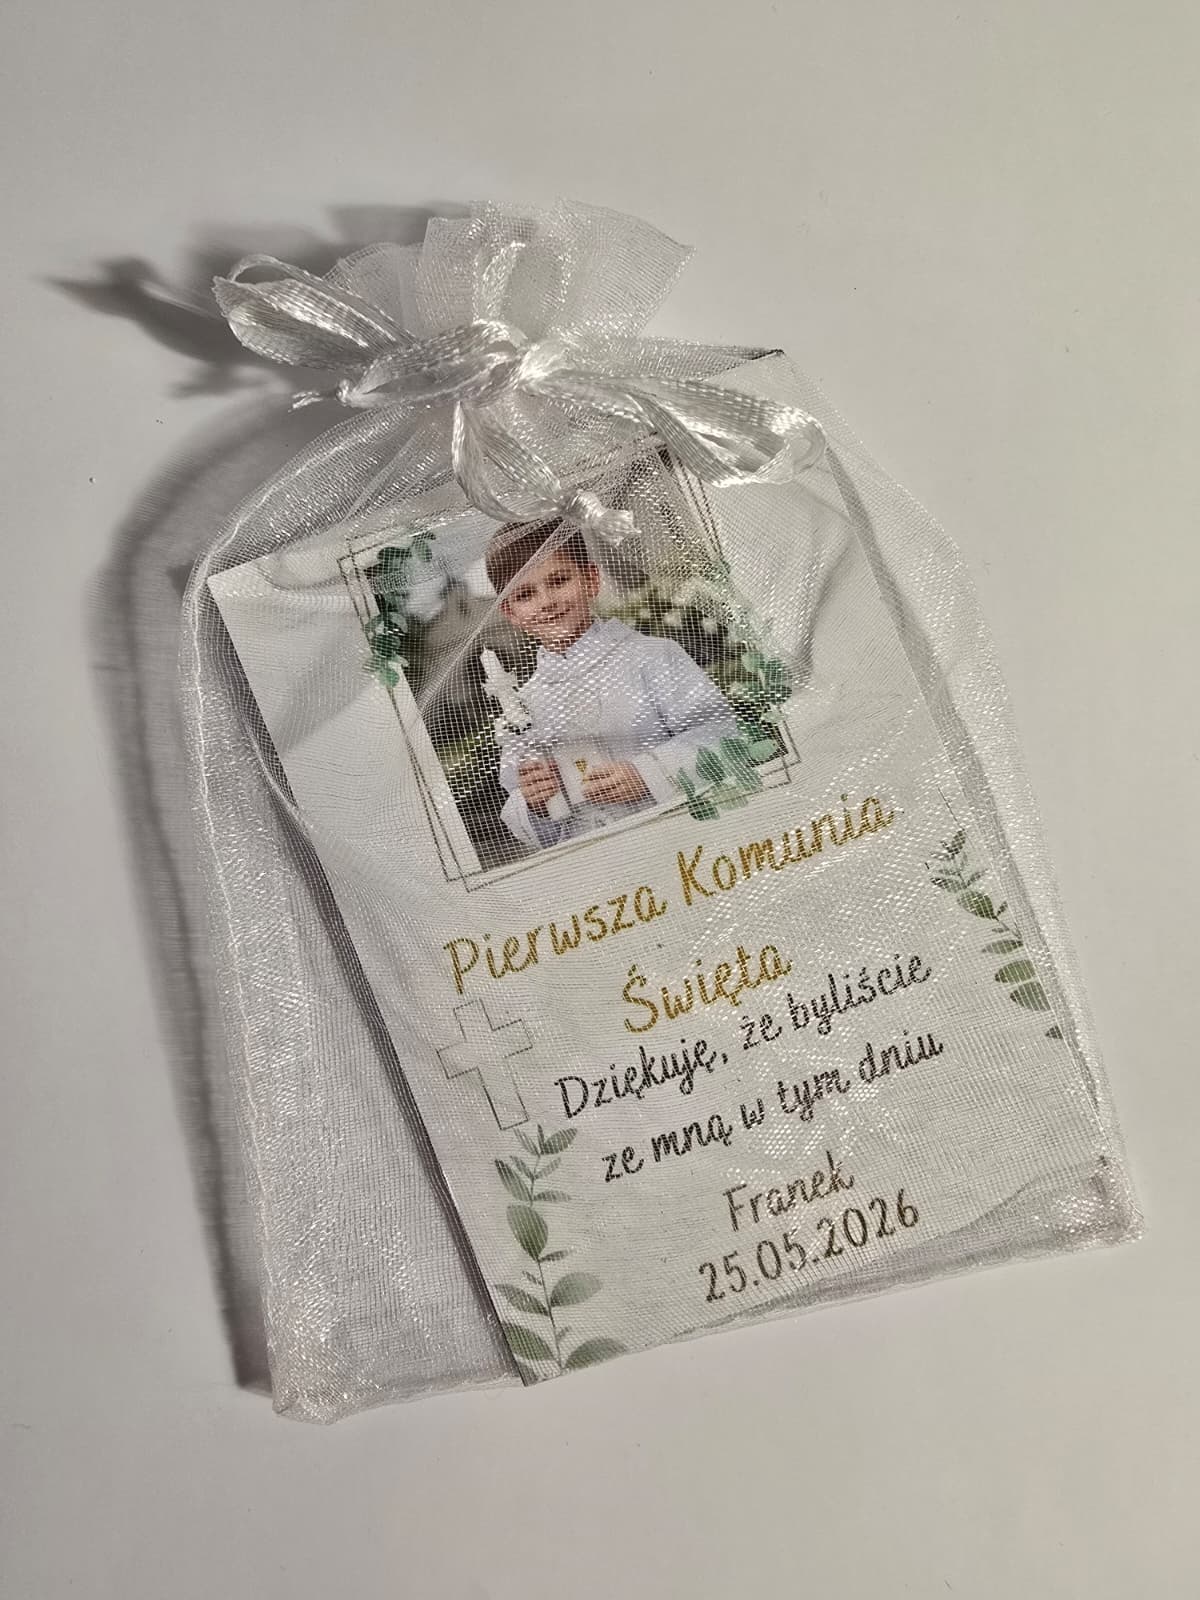 Pierwsza Komunia
Święta
Dziękuję, że byliście
ze mną w tym dniu
Franek
25.05.2026